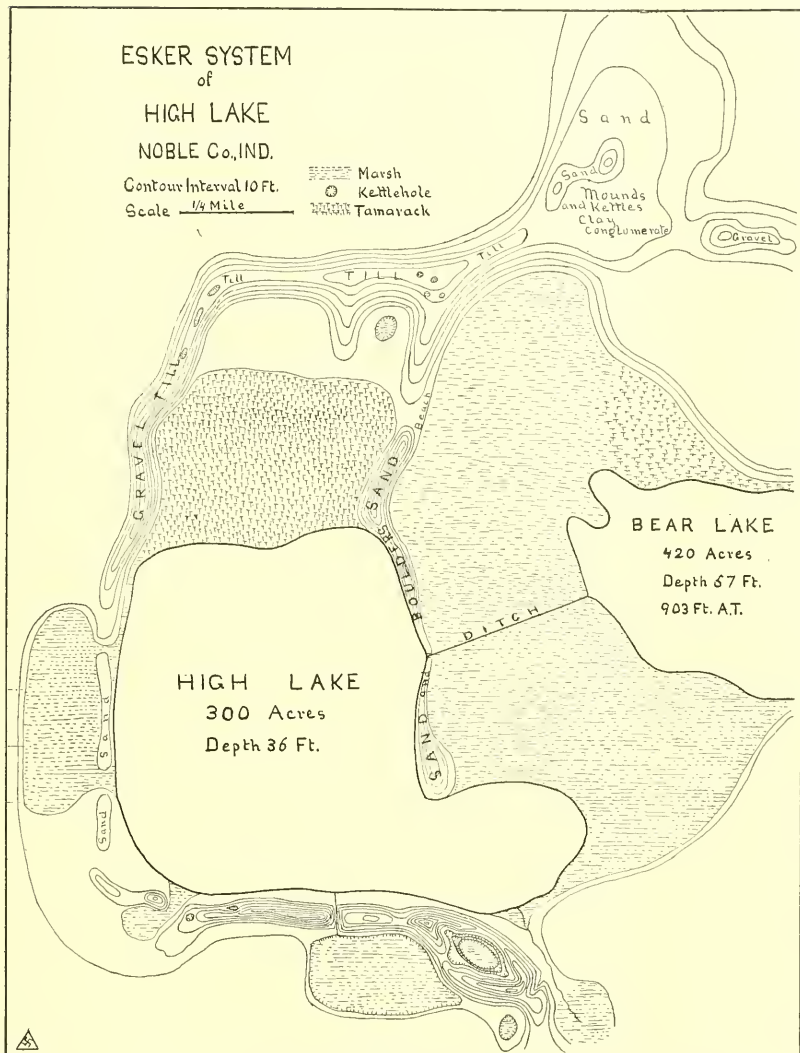 ESKER SYSTEM
of
HIGH LAKE
NOBLE Co., IND.
Contour Interval 10 Ft.
Scale 1/4 Mile
Marsh
Kettlehole
Tamarack
Sand
Sand
Mounds
and Kettles
Clay
Conglomerate
Gravel
Till
TILL
Till
GRAVEL TILL
Beach
BOULDERS SAND
BEAR LAKE
420 Acres
Depth 57 Ft.
903 Ft. A.T.
DITCH
HIGH LAKE
300 Acres
Depth 36 Ft.
SAND and
Sand
Sand